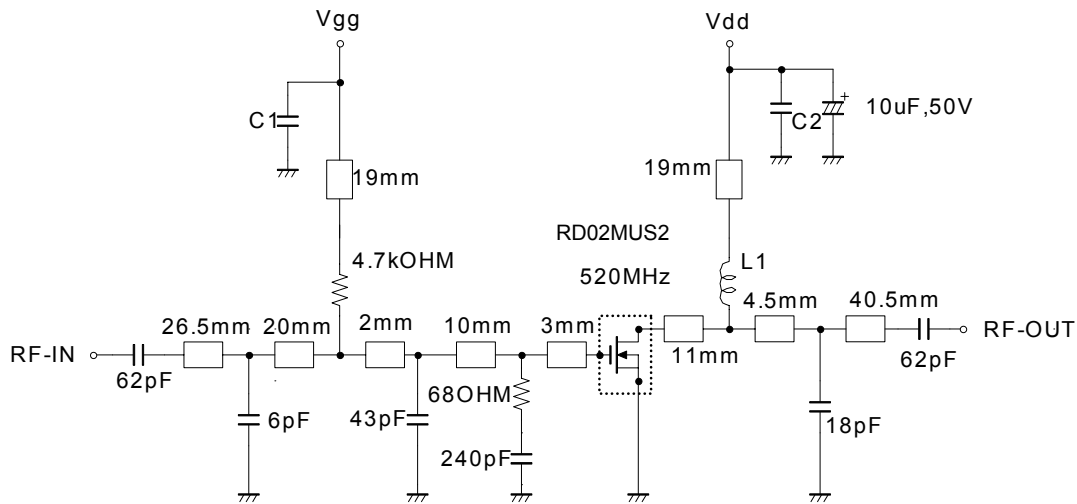 Vgg
Vdd
C1
C2
+
10uF,50V
19mm
19mm
RD02MUS2
4.7kOHM
520MHz
L1
26.5mm
20mm
2mm
10mm
3mm
4.5mm
40.5mm
RF-IN
RF-OUT
11mm
62pF
62pF
68OHM
6pF
43pF
18pF
240pF